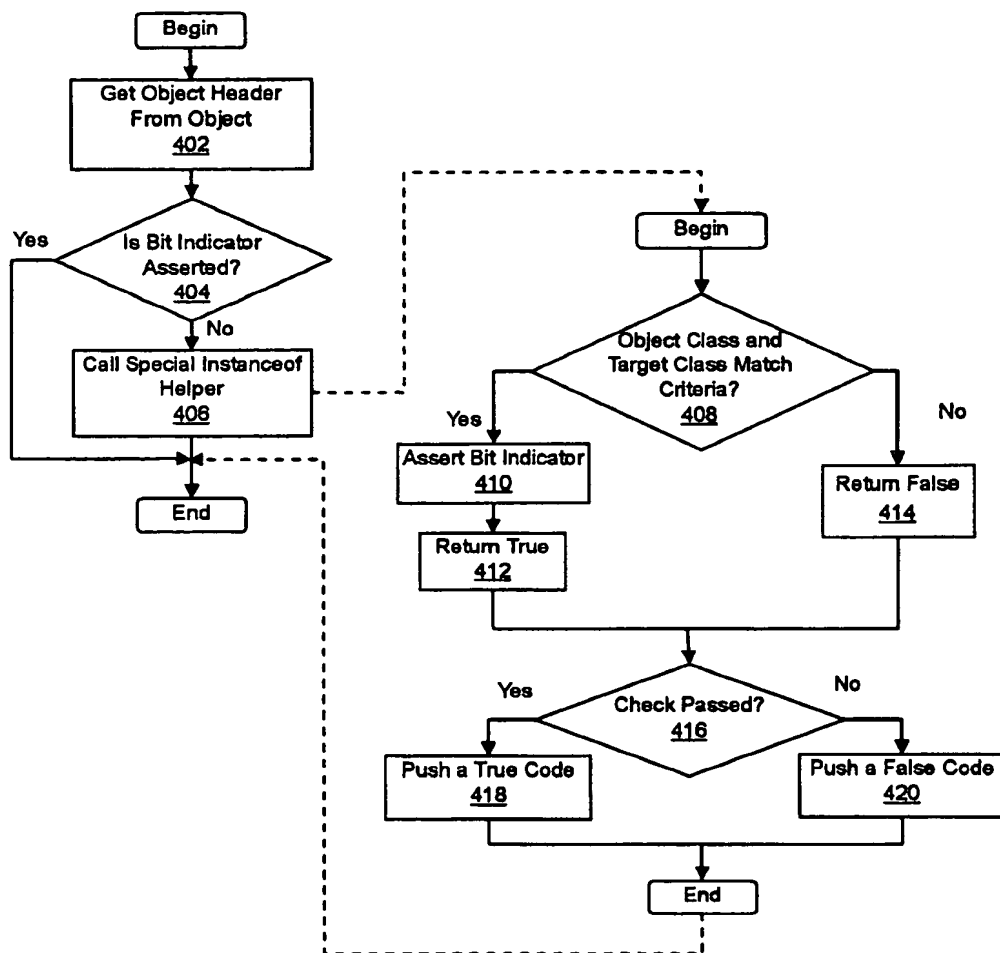 Begin
Get Object Header
From Object
402
Yes
Is Bit Indicator
Asserted?
404
No
Call Special Instanceof
Helper
406
End
Begin
Object Class and
Target Class Match
Criteria?
408
Yes
No
Assert Bit Indicator
410
Return True
412
Return False
414
Yes
Check Passed?
416
No
Push a True Code
418
Push a False Code
420
End